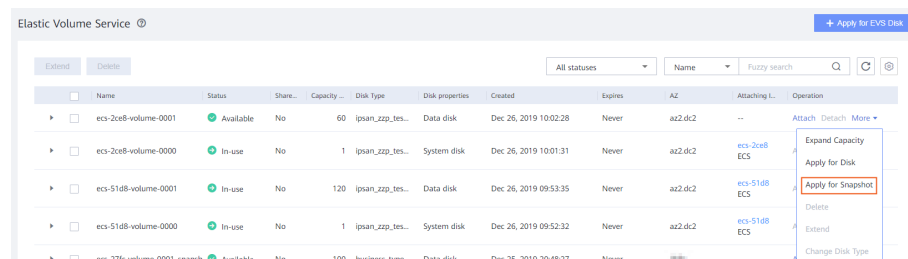 Elastic Volume Service
+ Apply for EVS Disk
Extend Delete All statuses Name Fuzzy search
Name Status Share... Capacity ... Disk Type Disk properties Created Expires AZ Attaching I... Operation
ecs-2ce8-volume-0001 Available No 60 ipsan_zzp_tes... Data disk Dec 26, 2019 10:02:28 Never az2.dc2 -- Attach Detach More
ecs-2ce8-volume-0000 In-use No 1 ipsan_zzp_tes... System disk Dec 26, 2019 10:01:31 Never az2.dc2 ecs-2ce8
ECS
ecs-51d8-volume-0001 In-use No 120 ipsan_zzp_tes... Data disk Dec 26, 2019 09:53:35 Never az2.dc2 ecs-51d8
ECS
ecs-51d8-volume-0000 In-use No 1 ipsan_zzp_tes... System disk Dec 26, 2019 09:52:32 Never az2.dc2 ecs-51d8
ECS
Expand Capacity
Apply for Disk
Apply for Snapshot
Delete
Extend
Change Disk Type